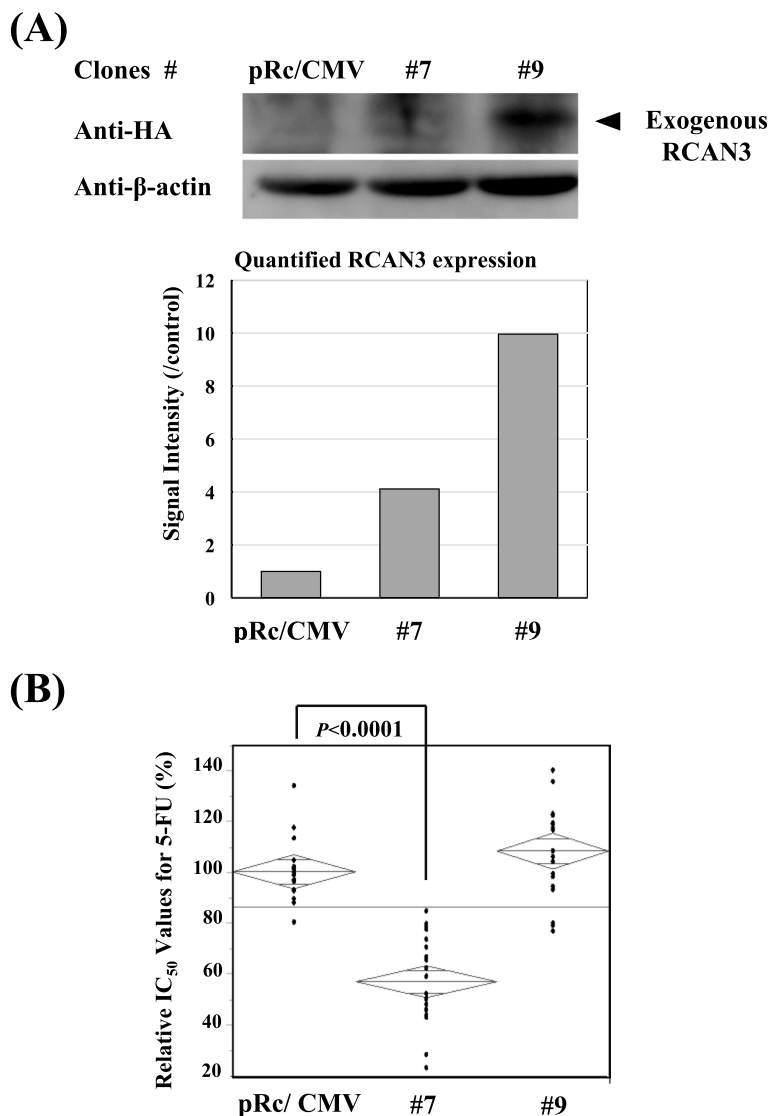 (A)
Clones # pRc/CMV #7 #9
Anti-HA
Exogenous
RCAN3
Anti-β-actin
Quantified RCAN3 expression
Signal Intensity (/control)
12
10
8
6
4
2
0
pRc/CMV #7 #9
(B)
P<0.0001
Relative IC50 Values for 5-FU (%)
140
120
100
80
60
40
20
pRc/ CMV #7 #9